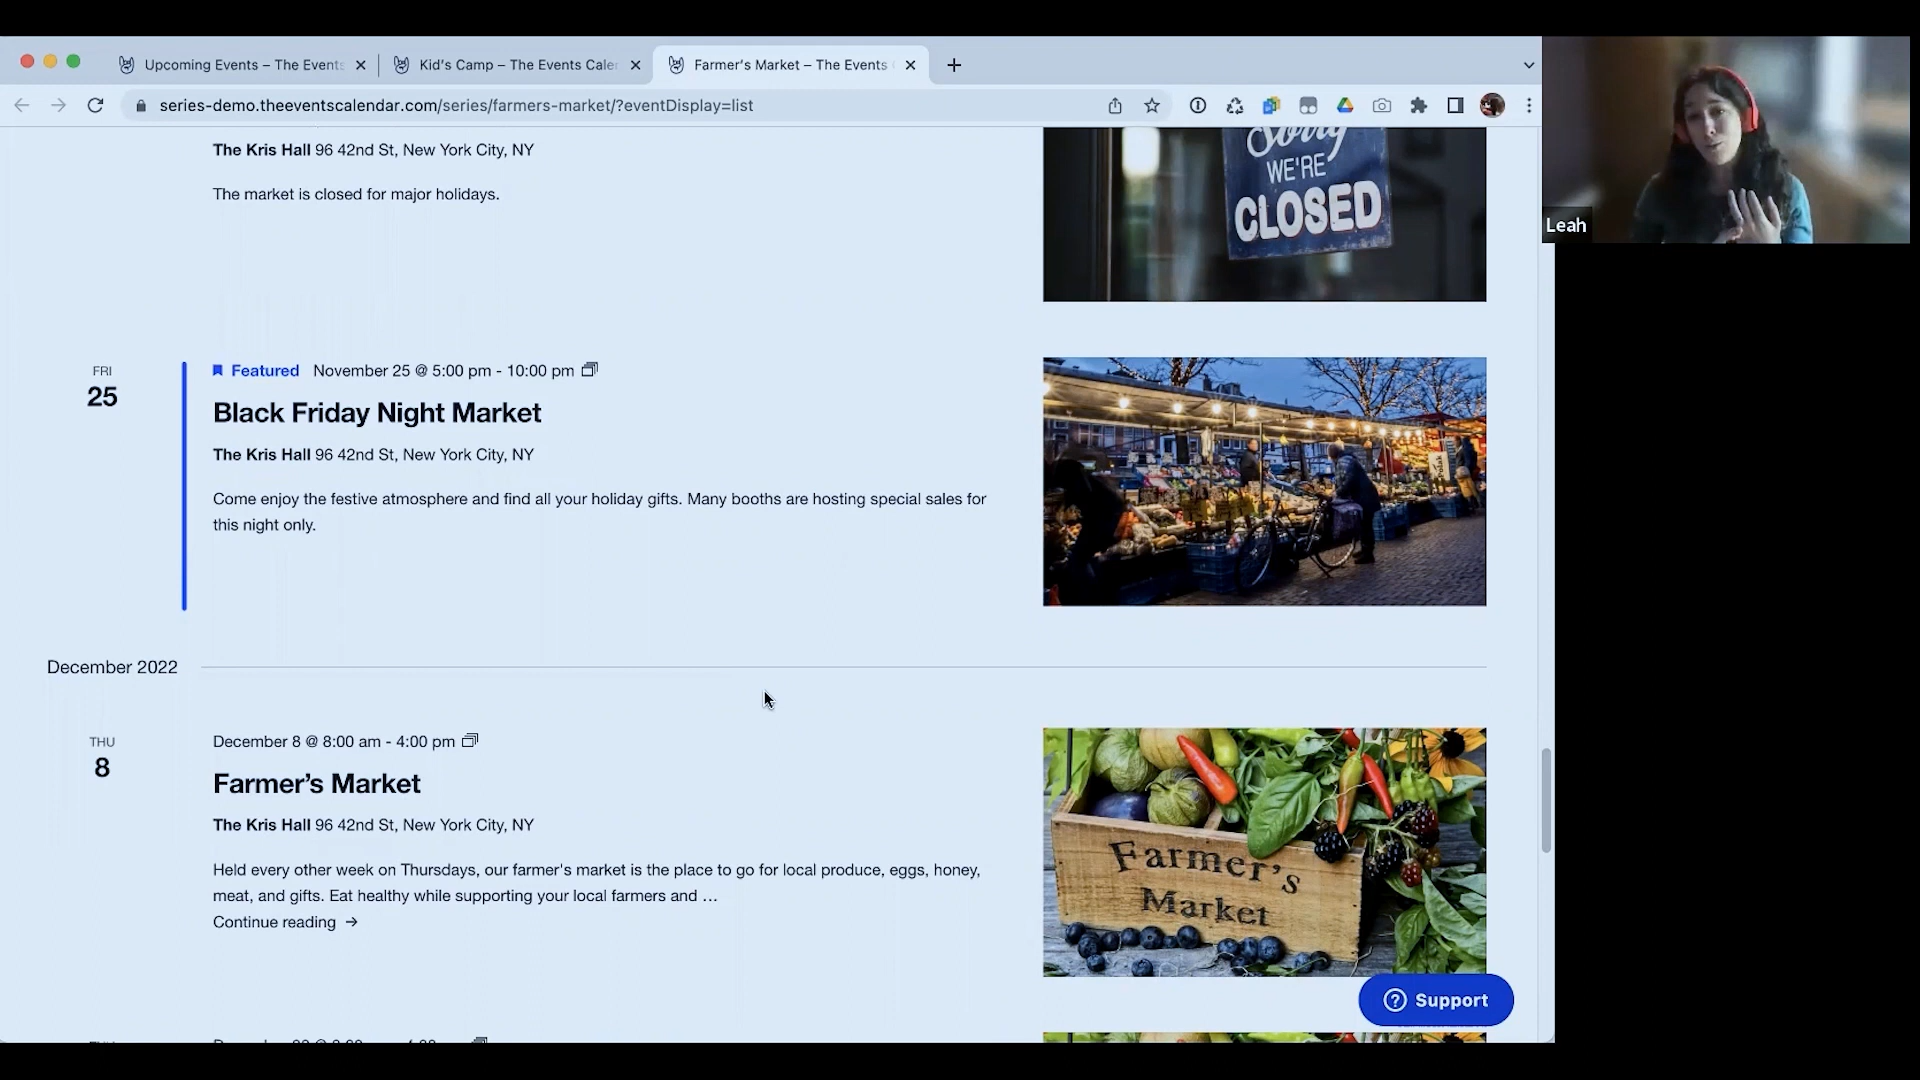 Upcoming Events – The Events
Kid's Camp – The Events Cale
Farmer's Market – The Events
series-demo.theeventscalendar.com/series/farmers-market/?eventDisplay=list
Leah
The Kris Hall 96 42nd St, New York City, NY
The market is closed for major holidays.
Sorry
WE'RE
CLOSED
FRI
25
Featured November 25 @ 5:00 pm - 10:00 pm
Black Friday Night Market
The Kris Hall 96 42nd St, New York City, NY
Come enjoy the festive atmosphere and find all your holiday gifts. Many booths are hosting special sales for
this night only.
December 2022
THU
8
December 8 @ 8:00 am - 4:00 pm
Farmer’s Market
The Kris Hall 96 42nd St, New York City, NY
Held every other week on Thursdays, our farmer's market is the place to go for local produce, eggs, honey,
meat, and gifts. Eat healthy while supporting your local farmers and …
Continue reading →
Farmer's
Market
Support